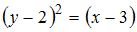 (y − 2)² = (x − 3)